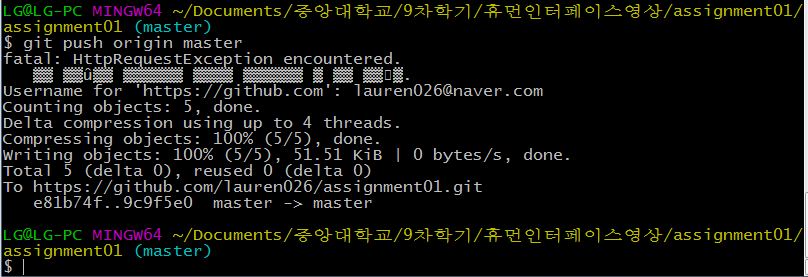 LG@LG-PC MINGW64 ~/Documents/중앙대학교/9차학기/휴먼인터페이스영상/assignment01/
assignment01 (master)
$ git push origin master
fatal: HttpRequestException encountered.
Username for 'https://github.com': lauren026@naver.com
Counting objects: 5, done.
Delta compression using up to 4 threads.
Compressing objects: 100% (5/5), done.
Writing objects: 100% (5/5), 51.51 KiB | 0 bytes/s, done.
Total 5 (delta 0), reused 0 (delta 0)
To https://github.com/lauren026/assignment01.git
   e81b74f..9c9f5e0  master -> master
LG@LG-PC MINGW64 ~/Documents/중앙대학교/9차학기/휴먼인터페이스영상/assignment01/
assignment01 (master)
$